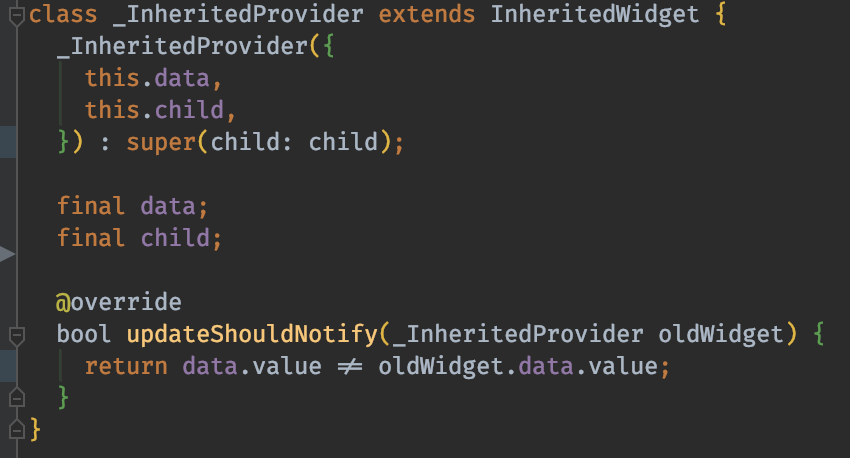 class _InheritedProvider extends InheritedWidget {
  _InheritedProvider({
    this.data,
    this.child,
  }) : super(child: child);

  final data;
  final child;

  @override
  bool updateShouldNotify(_InheritedProvider oldWidget) {
    return data.value != oldWidget.data.value;
  }
}